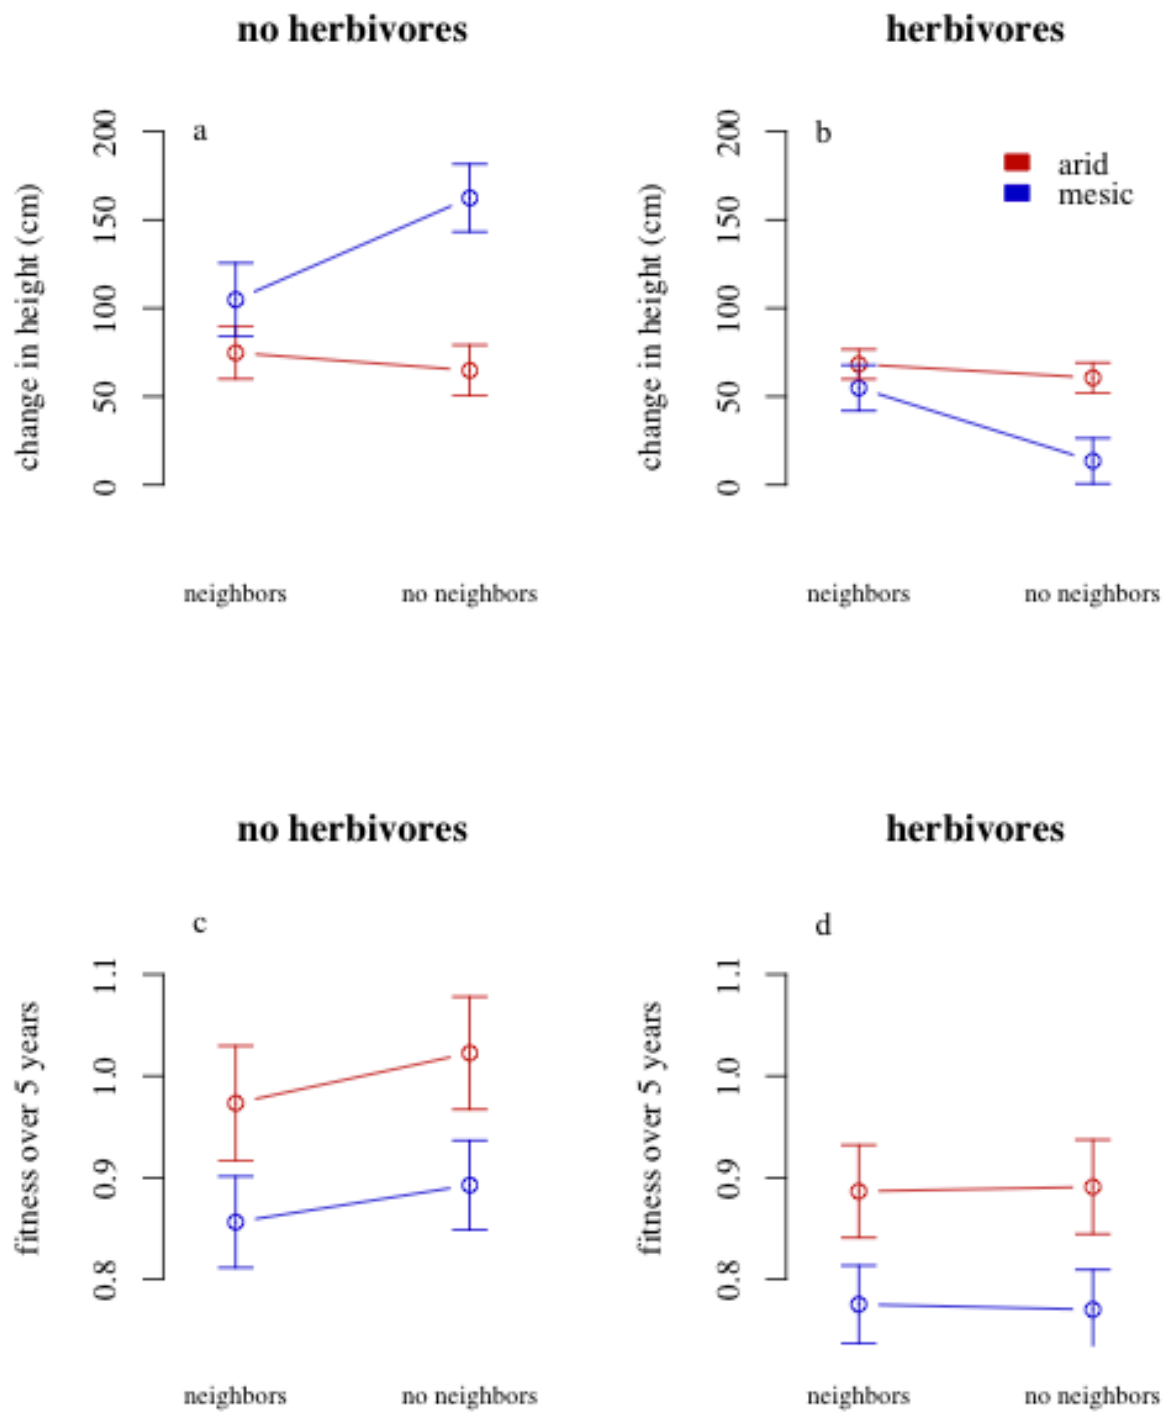 no herbivores
herbivores
a
b
arid
mesic
change in height (cm)
200
150
100
50
0
change in height (cm)
200
150
100
50
0
neighbors
no neighbors
neighbors
no neighbors
no herbivores
herbivores
c
d
fitness over 5 years
1.1
1.0
0.9
0.8
fitness over 5 years
1.1
1.0
0.9
0.8
neighbors
no neighbors
neighbors
no neighbors